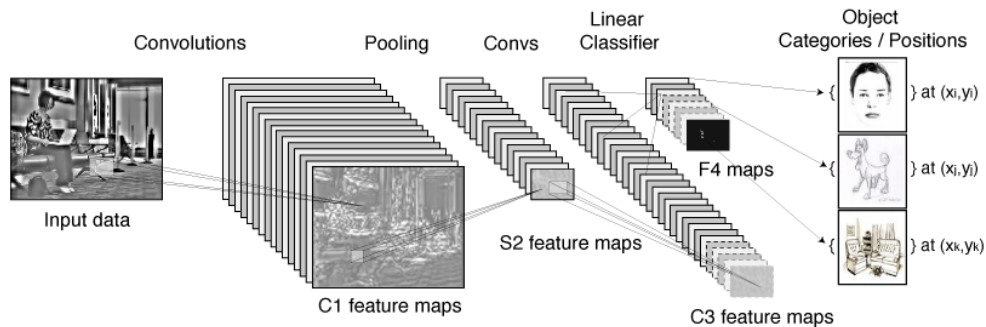 Convolutions
Pooling
Convs
Linear
Classifier
Object
Categories / Positions
{ } at (xi,yi)
{ } at (xj,yj)
{ } at (xk,yk)
Input data
C1 feature maps
S2 feature maps
F4 maps
C3 feature maps